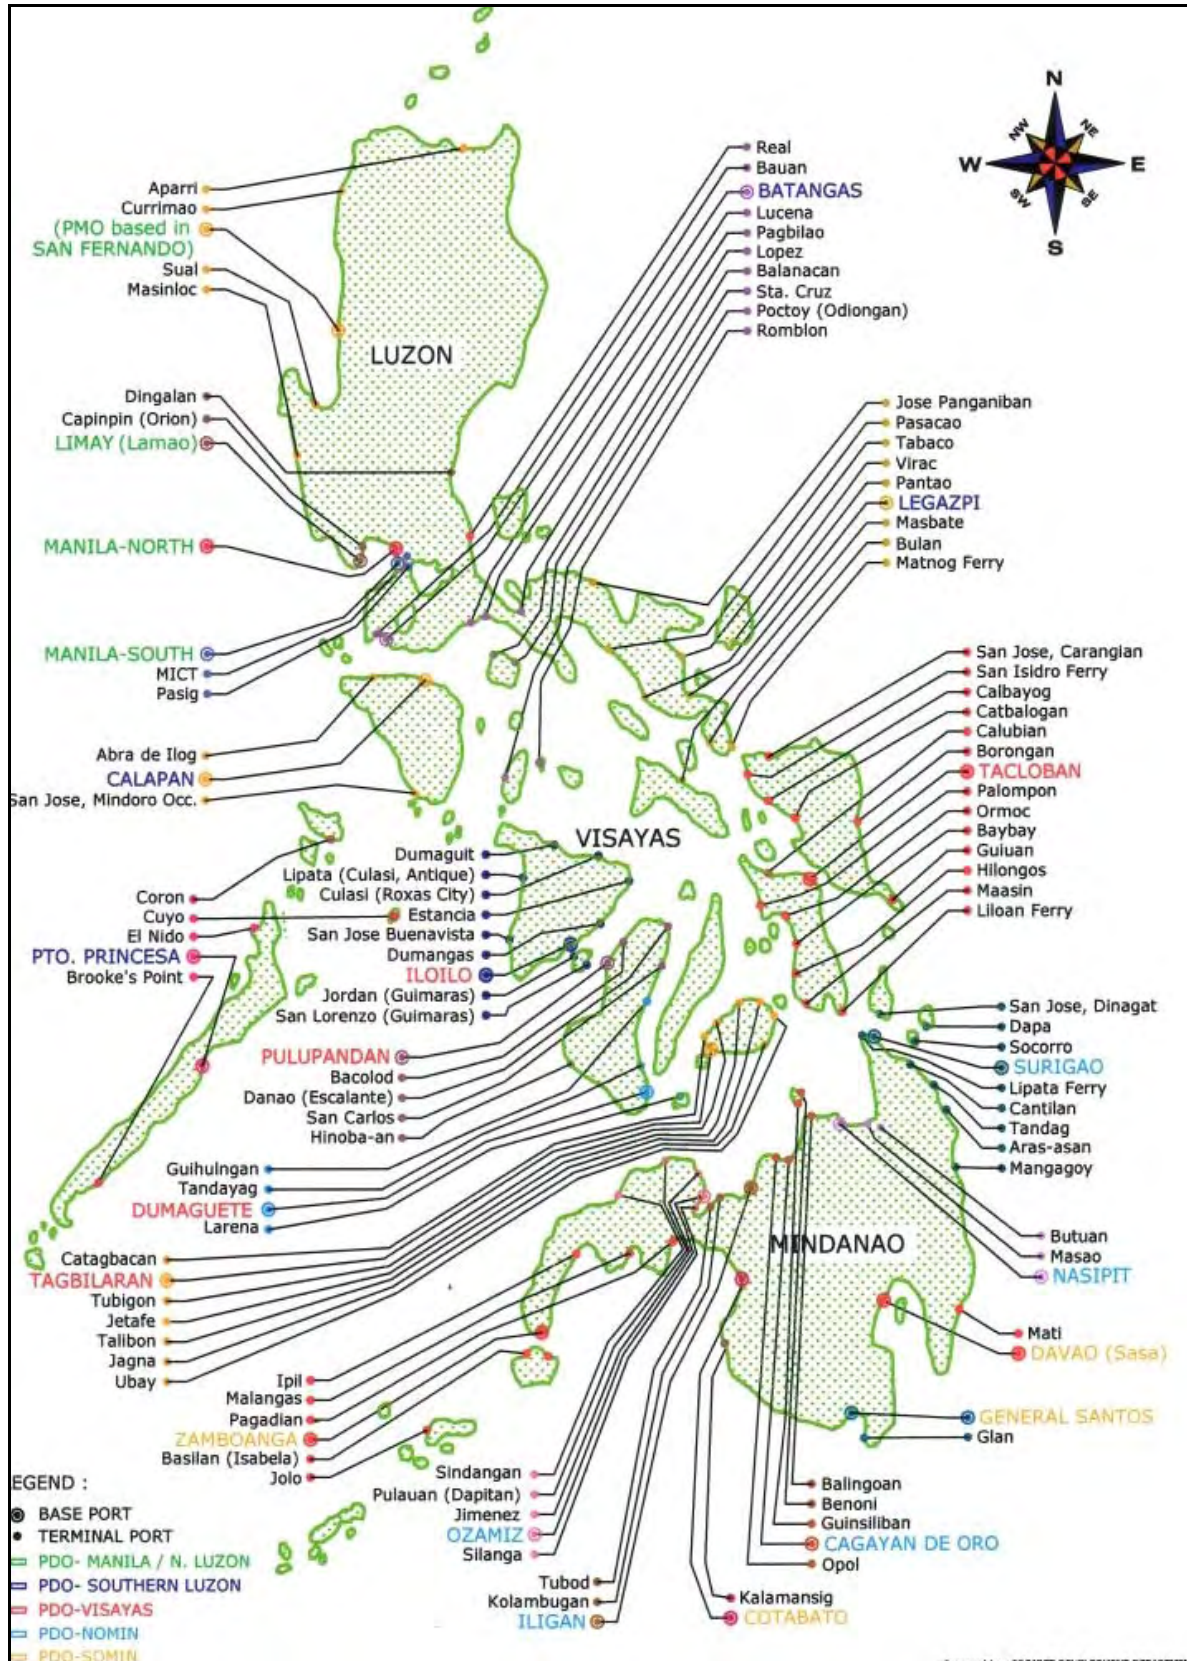 N
NW
NE
W
E
SW
SE
S
Aparri
Currimao
(PMO based in
SAN FERNANDO)
Sual
Masinloc
LUZON
Dingalan
Capinpin (Orion)
LIMAY (Lamao)
MANILA-NORTH
MANILA-SOUTH
MICT
Pasig
Abra de Ilog
CALAPAN
San Jose, Mindoro Occ.
Real
Bauan
BATANGAS
Lucena
Pagbilao
Lopez
Balanacan
Sta. Cruz
Poctoy (Odiongan)
Romblon
Jose Panganiban
Pasacao
Tabaco
Virac
Pantao
LEGAZPI
Masbate
Bulan
Matnog Ferry
San Jose, Carangian
San Isidro Ferry
Calbayog
Catbalogan
Calubian
Borongan
TACLOBAN
Palompon
Ormoc
Baybay
Guiuan
Hilongos
Maasin
Liloan Ferry
VISAYAS
Dumaguit
Lipata (Culasi, Antique)
Culasi (Roxas City)
Estancia
San Jose Buenavista
Dumangas
ILOILO
Jordan (Guimaras)
San Lorenzo (Guimaras)
Coron
Cuyo
El Nido
PTO. PRINCESA
Brooke's Point
PULUPANDAN
Bacolod
Danao (Escalante)
San Carlos
Hinoba-an
Guihulngan
Tandayag
DUMAGUETE
Larena
Catagbacan
TAGBILARAN
Tubigon
Jetafe
Talibon
Jagna
Ubay
San Jose, Dinagat
Dapa
Socorro
SURIGAO
Lipata Ferry
Cantilan
Tandag
Aras-asan
Mangagoy
MINDANAO
Butuan
Masao
NASIPIT
Mati
DAVAO (Sasa)
GENERAL SANTOS
Glan
Ipil
Malangas
Pagadian
ZAMBOANGA
Basilan (Isabela)
Jolo
Sindangan
Pulauan (Dapitan)
Jimenez
OZAMIZ
Silanga
Tubod
Kolambugan
ILIGAN
Balingoan
Benoni
Guinsiliban
CAGAYAN DE ORO
Opol
Kalamansig
COTABATO
EGEND :
BASE PORT
TERMINAL PORT
PDO- MANILA / N. LUZON
PDO- SOUTHERN LUZON
PDO-VISAYAS
PDO-NOMIN
PDO-SOMIN